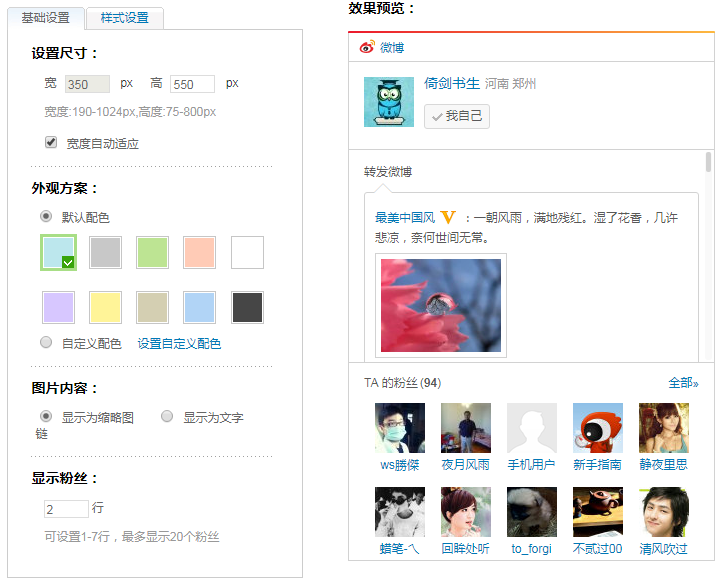 基础设置 样式设置
设置尺寸：
宽 350 px 高 550 px
宽度:190-1024px,高度:75-800px
宽度自动适应
外观方案：
默认配色
自定义配色 设置自定义配色
图片内容：
显示为缩略图 显示为文字
链
显示粉丝：
2 行
可设置1-7行，最多显示20个粉丝
效果预览：
微博
倚剑书生 河南 郑州
我自己
转发微博
最美中国风 V ：一朝风雨，满地残红。湿了花香，几许
悲凉，奈何世间无常。
TA 的粉丝(94) 全部»
ws勝傑 夜月风雨 手机用户 新手指南 静夜里思
蜡笔-乀 回眸处听 to_forgi 不贰过00 清风吹过